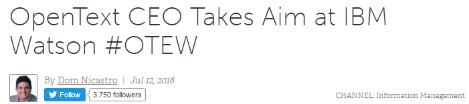 OpenText CEO Takes Aim at IBM
Watson #OTEW
By Dom Nicastro | Jul 12, 2016
Follow 3,750 followers
CHANNEL: Information Management